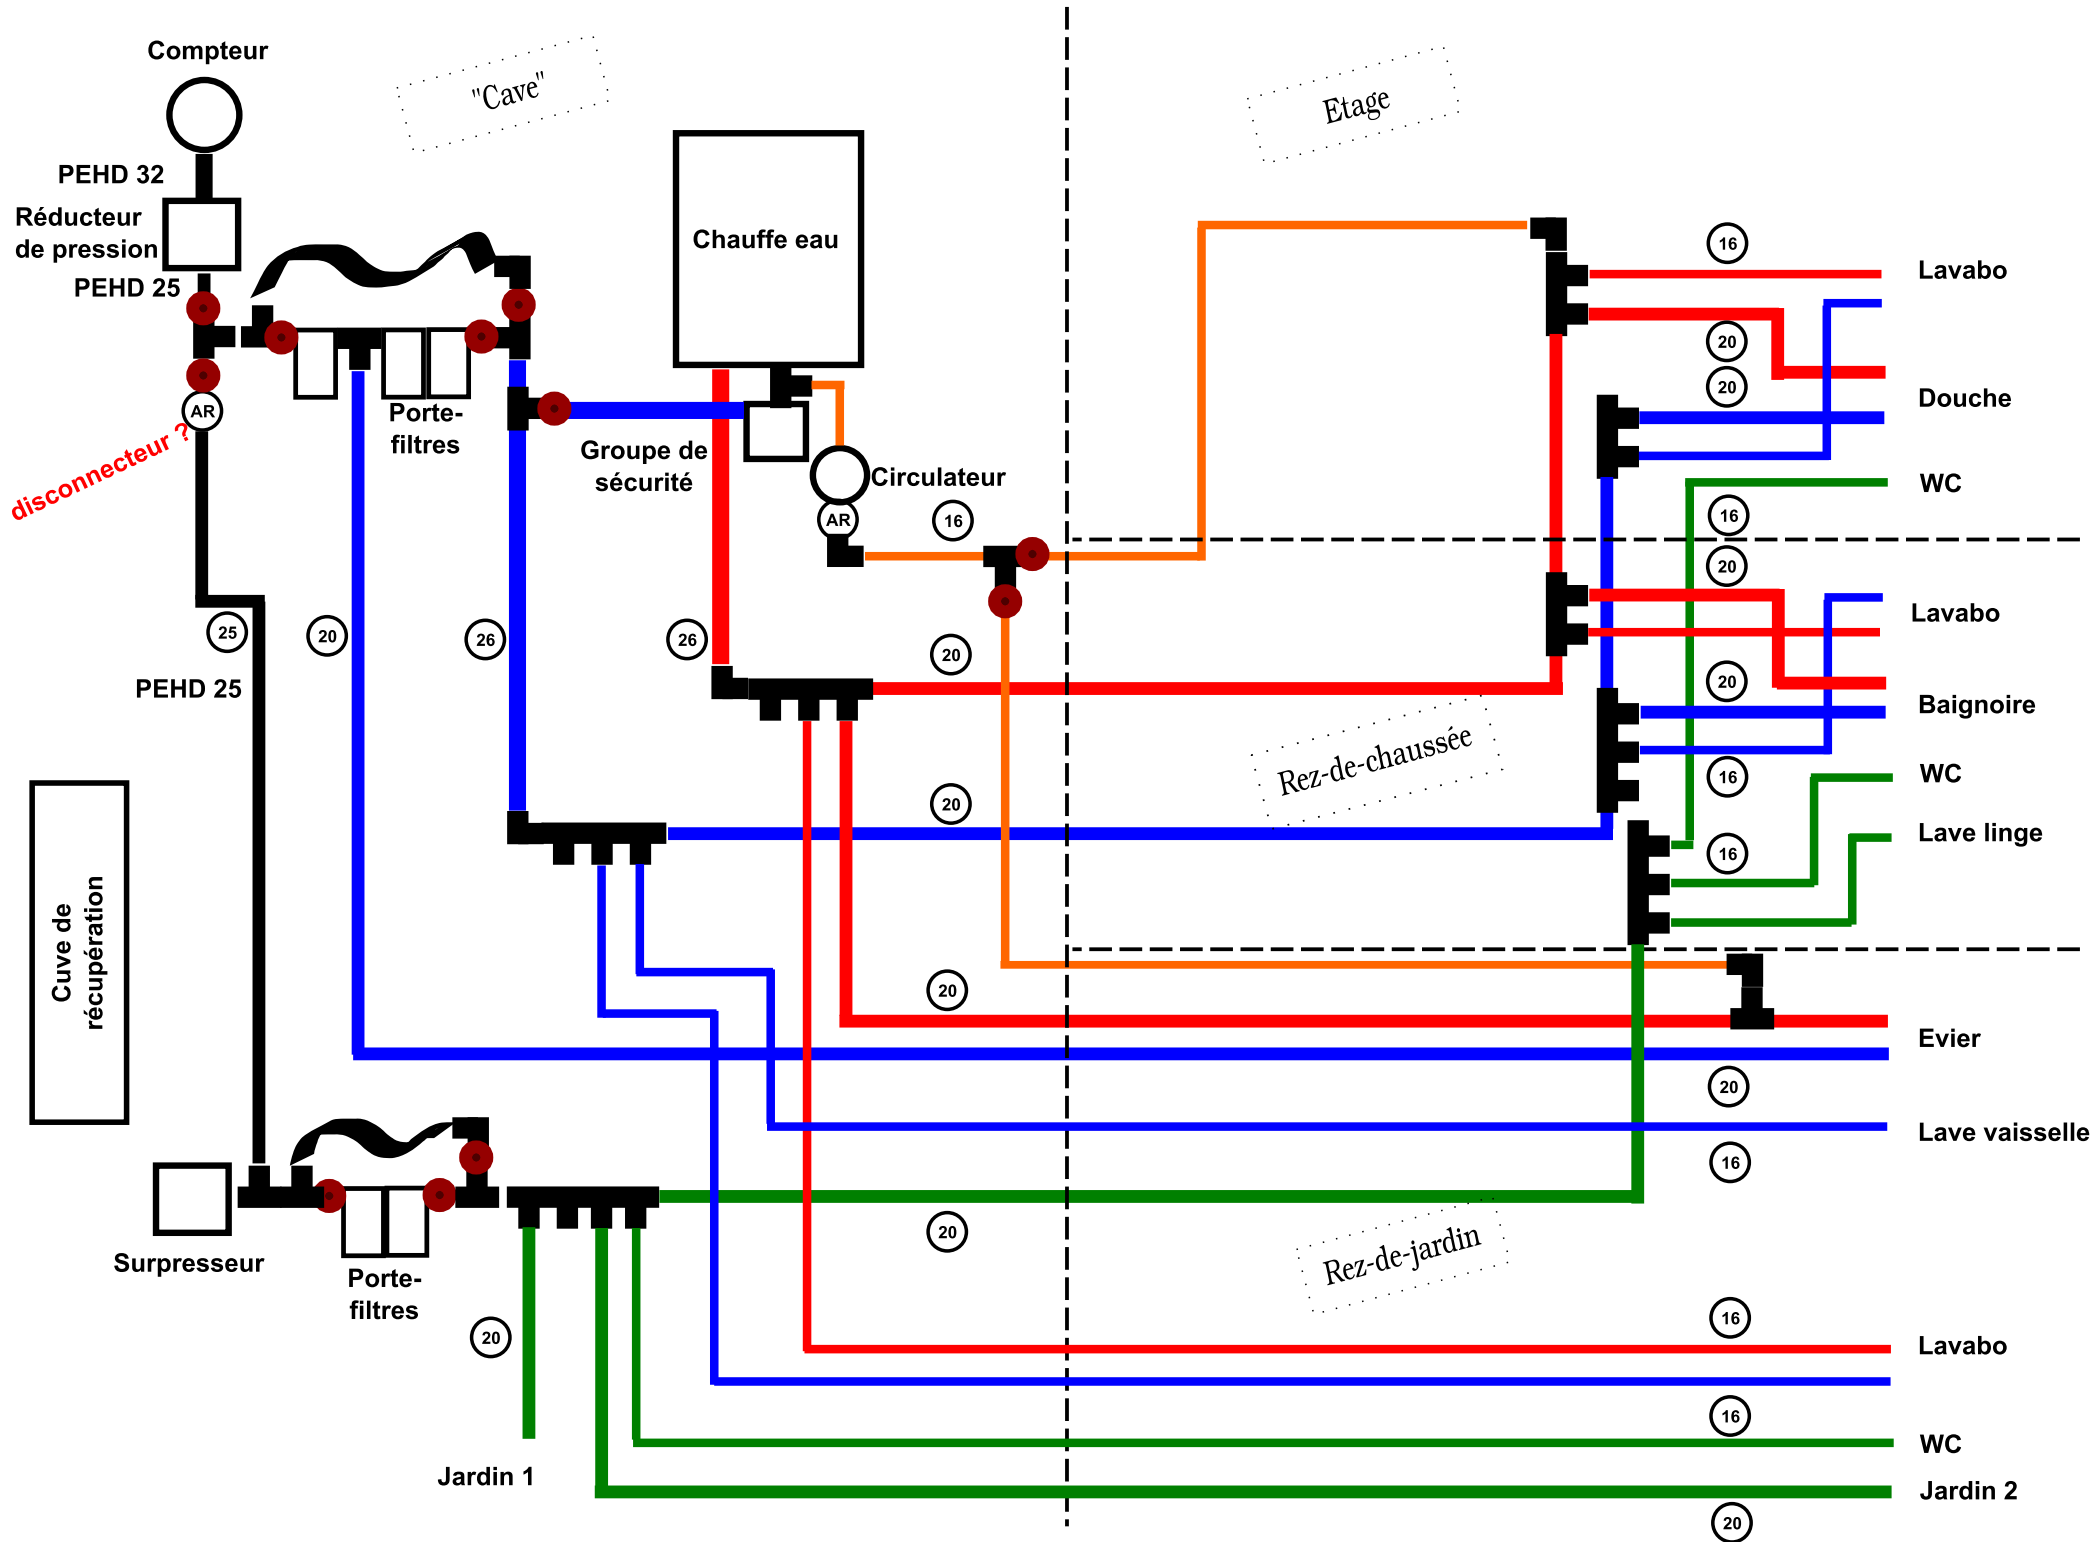 Compteur
"Cave"
Etage
PEHD 32
Réducteur
de pression
PEHD 25
Chauffe eau
16
Lavabo
20
20
Douche
AR
Porte-
filtres
disconnecteur ?
Groupe de
sécurité
Circulateur
AR
16
WC
16
20
Lavabo
25
20
26
26
20
PEHD 25
20
Baignoire
Rez-de-chaussée
16
WC
20
16
Lave linge
Cuve de
récupération
20
Evier
20
Lave vaisselle
16
Surpresseur
Porte-
filtres
20
Rez-de-jardin
20
16
Lavabo
16
WC
Jardin 1
Jardin 2
20